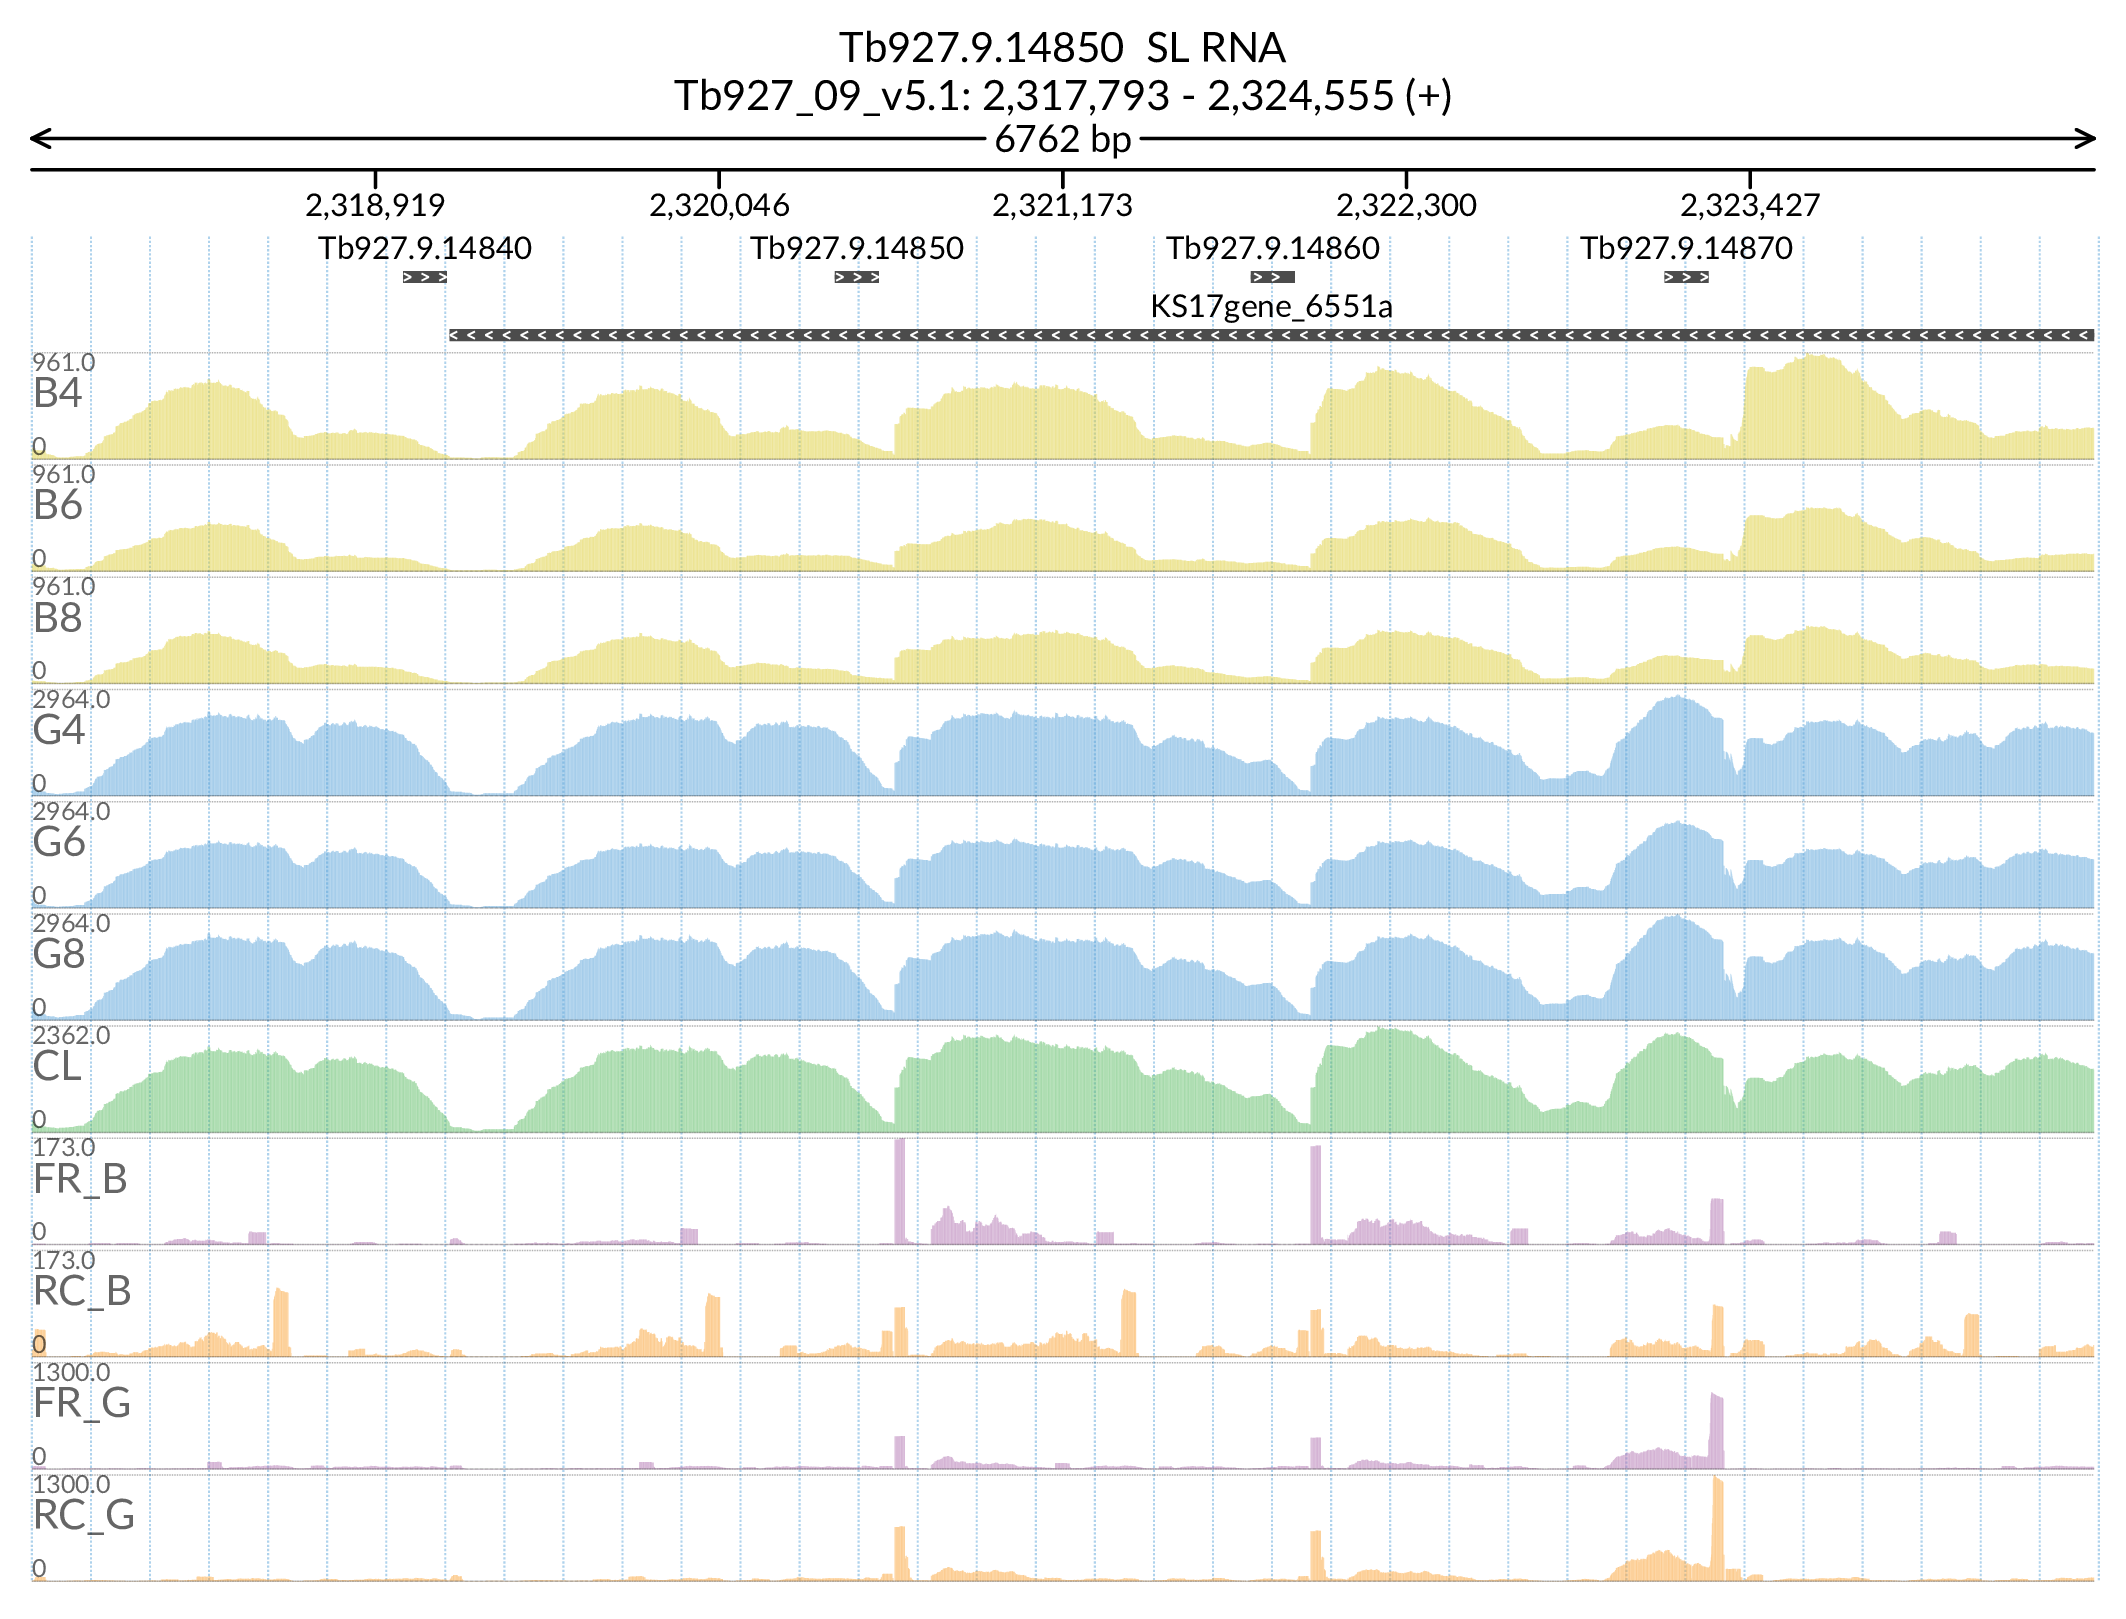 Tb927.9.14850 SL RNA
Tb927_09_v5.1: 2,317,793 - 2,324,555 (+)
6762 bp
2,318,919 2,320,046 2,321,173 2,322,300 2,323,427
Tb927.9.14840 Tb927.9.14850 Tb927.9.14860 Tb927.9.14870
KS17gene_6551a
961.0
B4
0
961.0
B6
0
961.0
B8
0
2964.0
G4
0
2964.0
G6
0
2964.0
G8
0
2362.0
CL
0
173.0
FR_B
0
173.0
RC_B
0
1300.0
FR_G
0
1300.0
RC_G
0